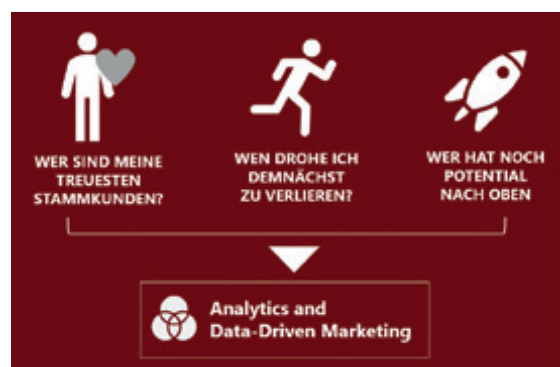 WER SIND MEINE
TREUESTEN
STAMMKUNDEN?
WEN DROHE ICH
DEMNÄCHST
ZU VERLIEREN?
WER HAT NOCH
POTENTIAL
NACH OBEN
Analytics and
Data-Driven Marketing